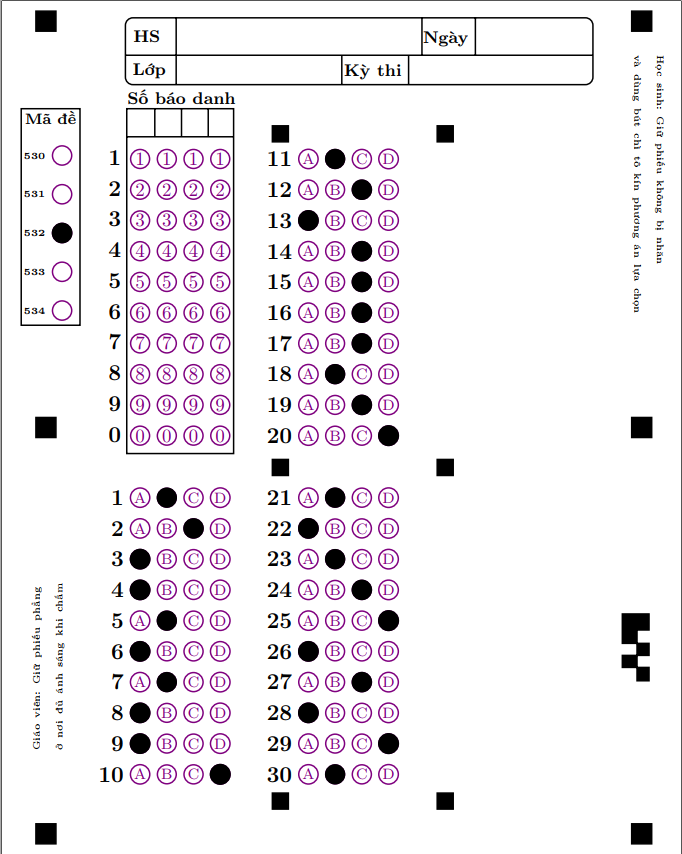 HS
Ngày
Lớp
Kỳ thi
Học sinh: Giữ phiếu không bị nhăn
và dùng bút chì tô kín phương án lựa chọn
Mã đề
530
531
532
533
534
Số báo danh
1 1 1 1 1
2 2 2 2 2
3 3 3 3 3
4 4 4 4 4
5 5 5 5 5
6 6 6 6 6
7 7 7 7 7
8 8 8 8 8
9 9 9 9 9
0 0 0 0 0
11 A C D
12 A B D
13 B C D
14 A B D
15 A B D
16 A B D
17 A B D
18 A C D
19 A B D
20 A B C
1 A C D
2 A B D
3 B C D
4 B C D
5 A C D
6 B C D
7 A C D
8 B C D
9 B C D
10 A B C
21 A C D
22 B C D
23 A C D
24 A B D
25 A B C
26 B C D
27 A B D
28 B C D
29 A B C
30 A C D
Giáo viên: Giữ phiếu phẳng
ở nơi đủ ánh sáng khi chấm